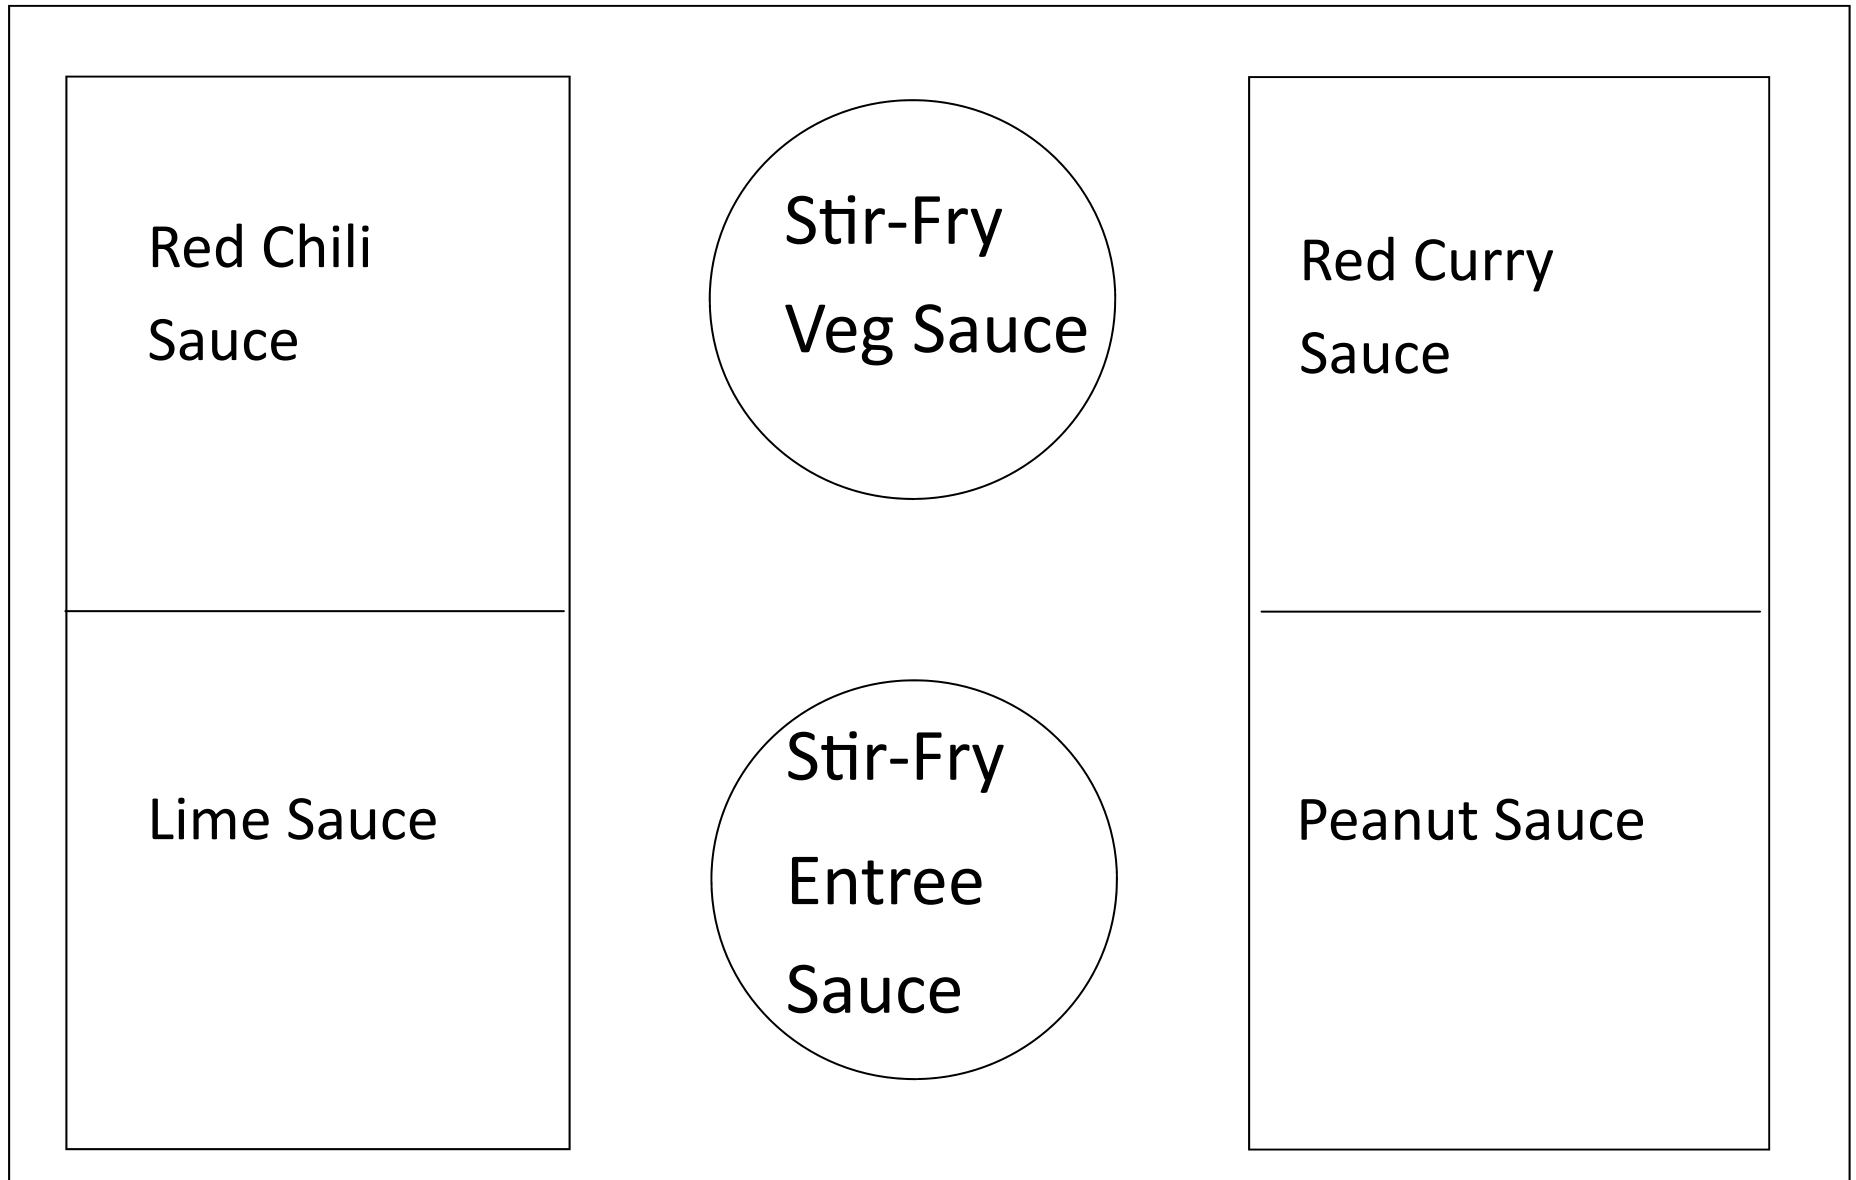 Red Chili
Sauce
Lime Sauce
Stir-Fry
Veg Sauce
Stir-Fry
Entree
Sauce
Red Curry
Sauce
Peanut Sauce